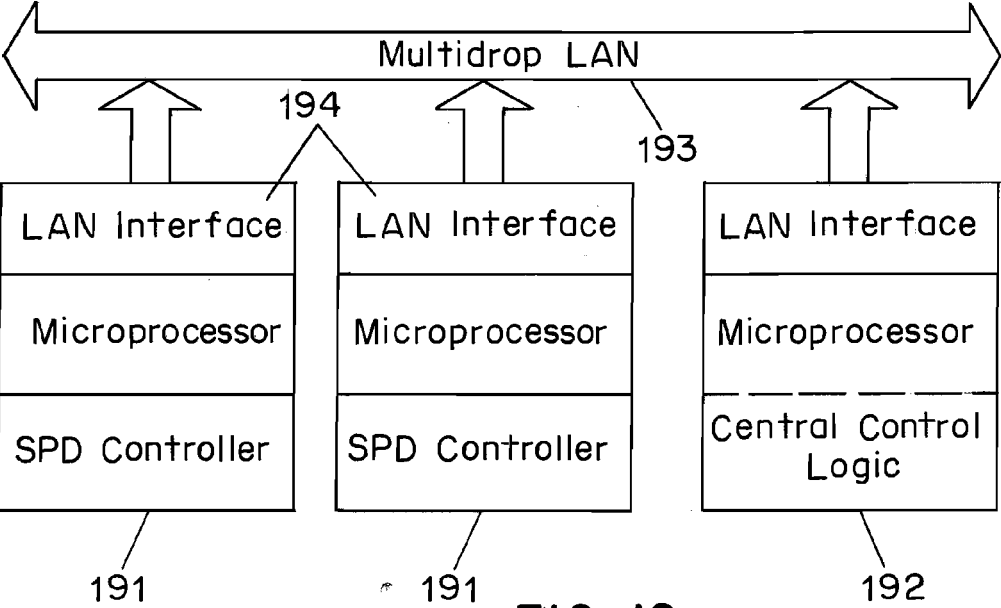 Multidrop LAN
194
193
LAN Interface
LAN Interface
LAN Interface
Microprocessor
Microprocessor
Microprocessor
SPD Controller
SPD Controller
Central Control
Logic
191
191
192